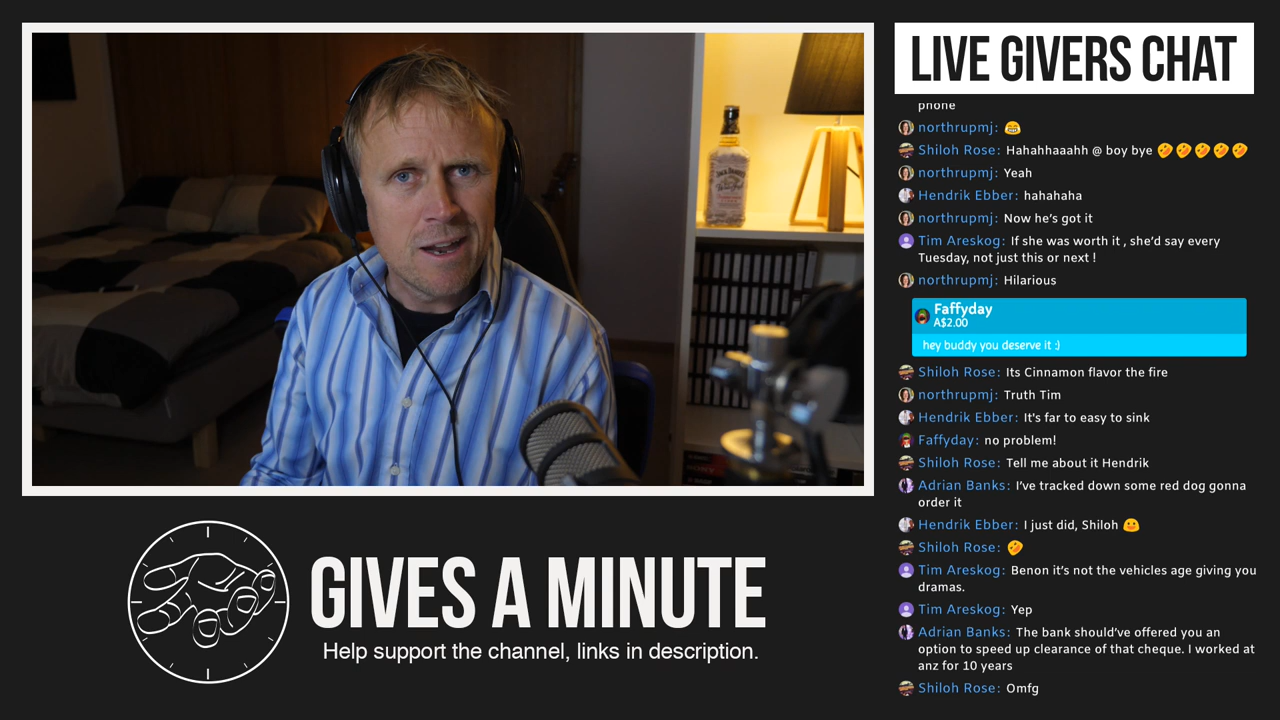 LIVE GIVERS CHAT
phone
northrupmj: 😂
Shiloh Rose: Hahahhaaahh @ boy bye 🤣🤣🤣🤣🤣
northrupmj: Yeah
Hendrik Ebber: hahahaha
northrupmj: Now he's got it
Tim Areskog: If she was worth it , she'd say every
Tuesday, not just this or next !
northrupmj: Hilarious
Faffyday
A$2.00
hey buddy you deserve it :)
Shiloh Rose: Its Cinnamon flavor the fire
northrupmj: Truth Tim
Hendrik Ebber: It's far to easy to sink
Faffyday: no problem!
Shiloh Rose: Tell me about it Hendrik
Adrian Banks: I've tracked down some red dog gonna
order it
Hendrik Ebber: I just did, Shiloh 😛
Shiloh Rose: 🤣
Tim Areskog: Benon it's not the vehicles age giving you
dramas.
Tim Areskog: Yep
Adrian Banks: The bank should've offered you an
option to speed up clearance of that cheque. I worked at
anz for 10 years
Shiloh Rose: Omfg
GIVES A MINUTE
Help support the channel, links in description.